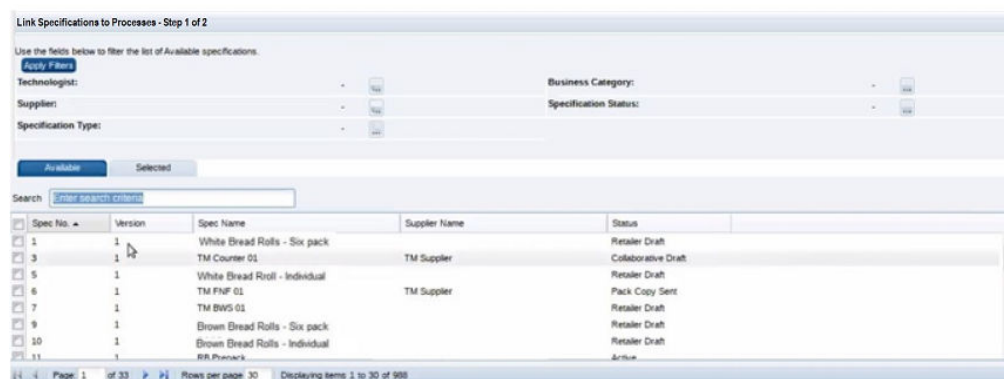 Link Specifications to Processes - Step 1 of 2
Use the fields below to filter the list of Available specifications.
Apply Filters
Technologist: - ... Business Category: - ...
Supplier: - ... Specification Status: - ...
Specification Type: - ...
Available Selected
Search Enter search criteria
Spec No. Version Spec Name Supplier Name Status
1 1 White Bread Rolls - Six pack Retailer Draft
3 1 TM Counter 01 TM Supplier Collaborative Draft
5 1 White Bread Rroll - Individual Retailer Draft
6 1 TM FNF 01 TM Supplier Pack Copy Sent
7 1 TM BWS 01 Retailer Draft
9 1 Brown Bread Rolls - Six pack Retailer Draft
10 1 Brown Bread Rolls - Individual Retailer Draft
11 1 RB Prepack Active
Page 1 of 33 Rows per page 30 Displaying items 1 to 30 of 988